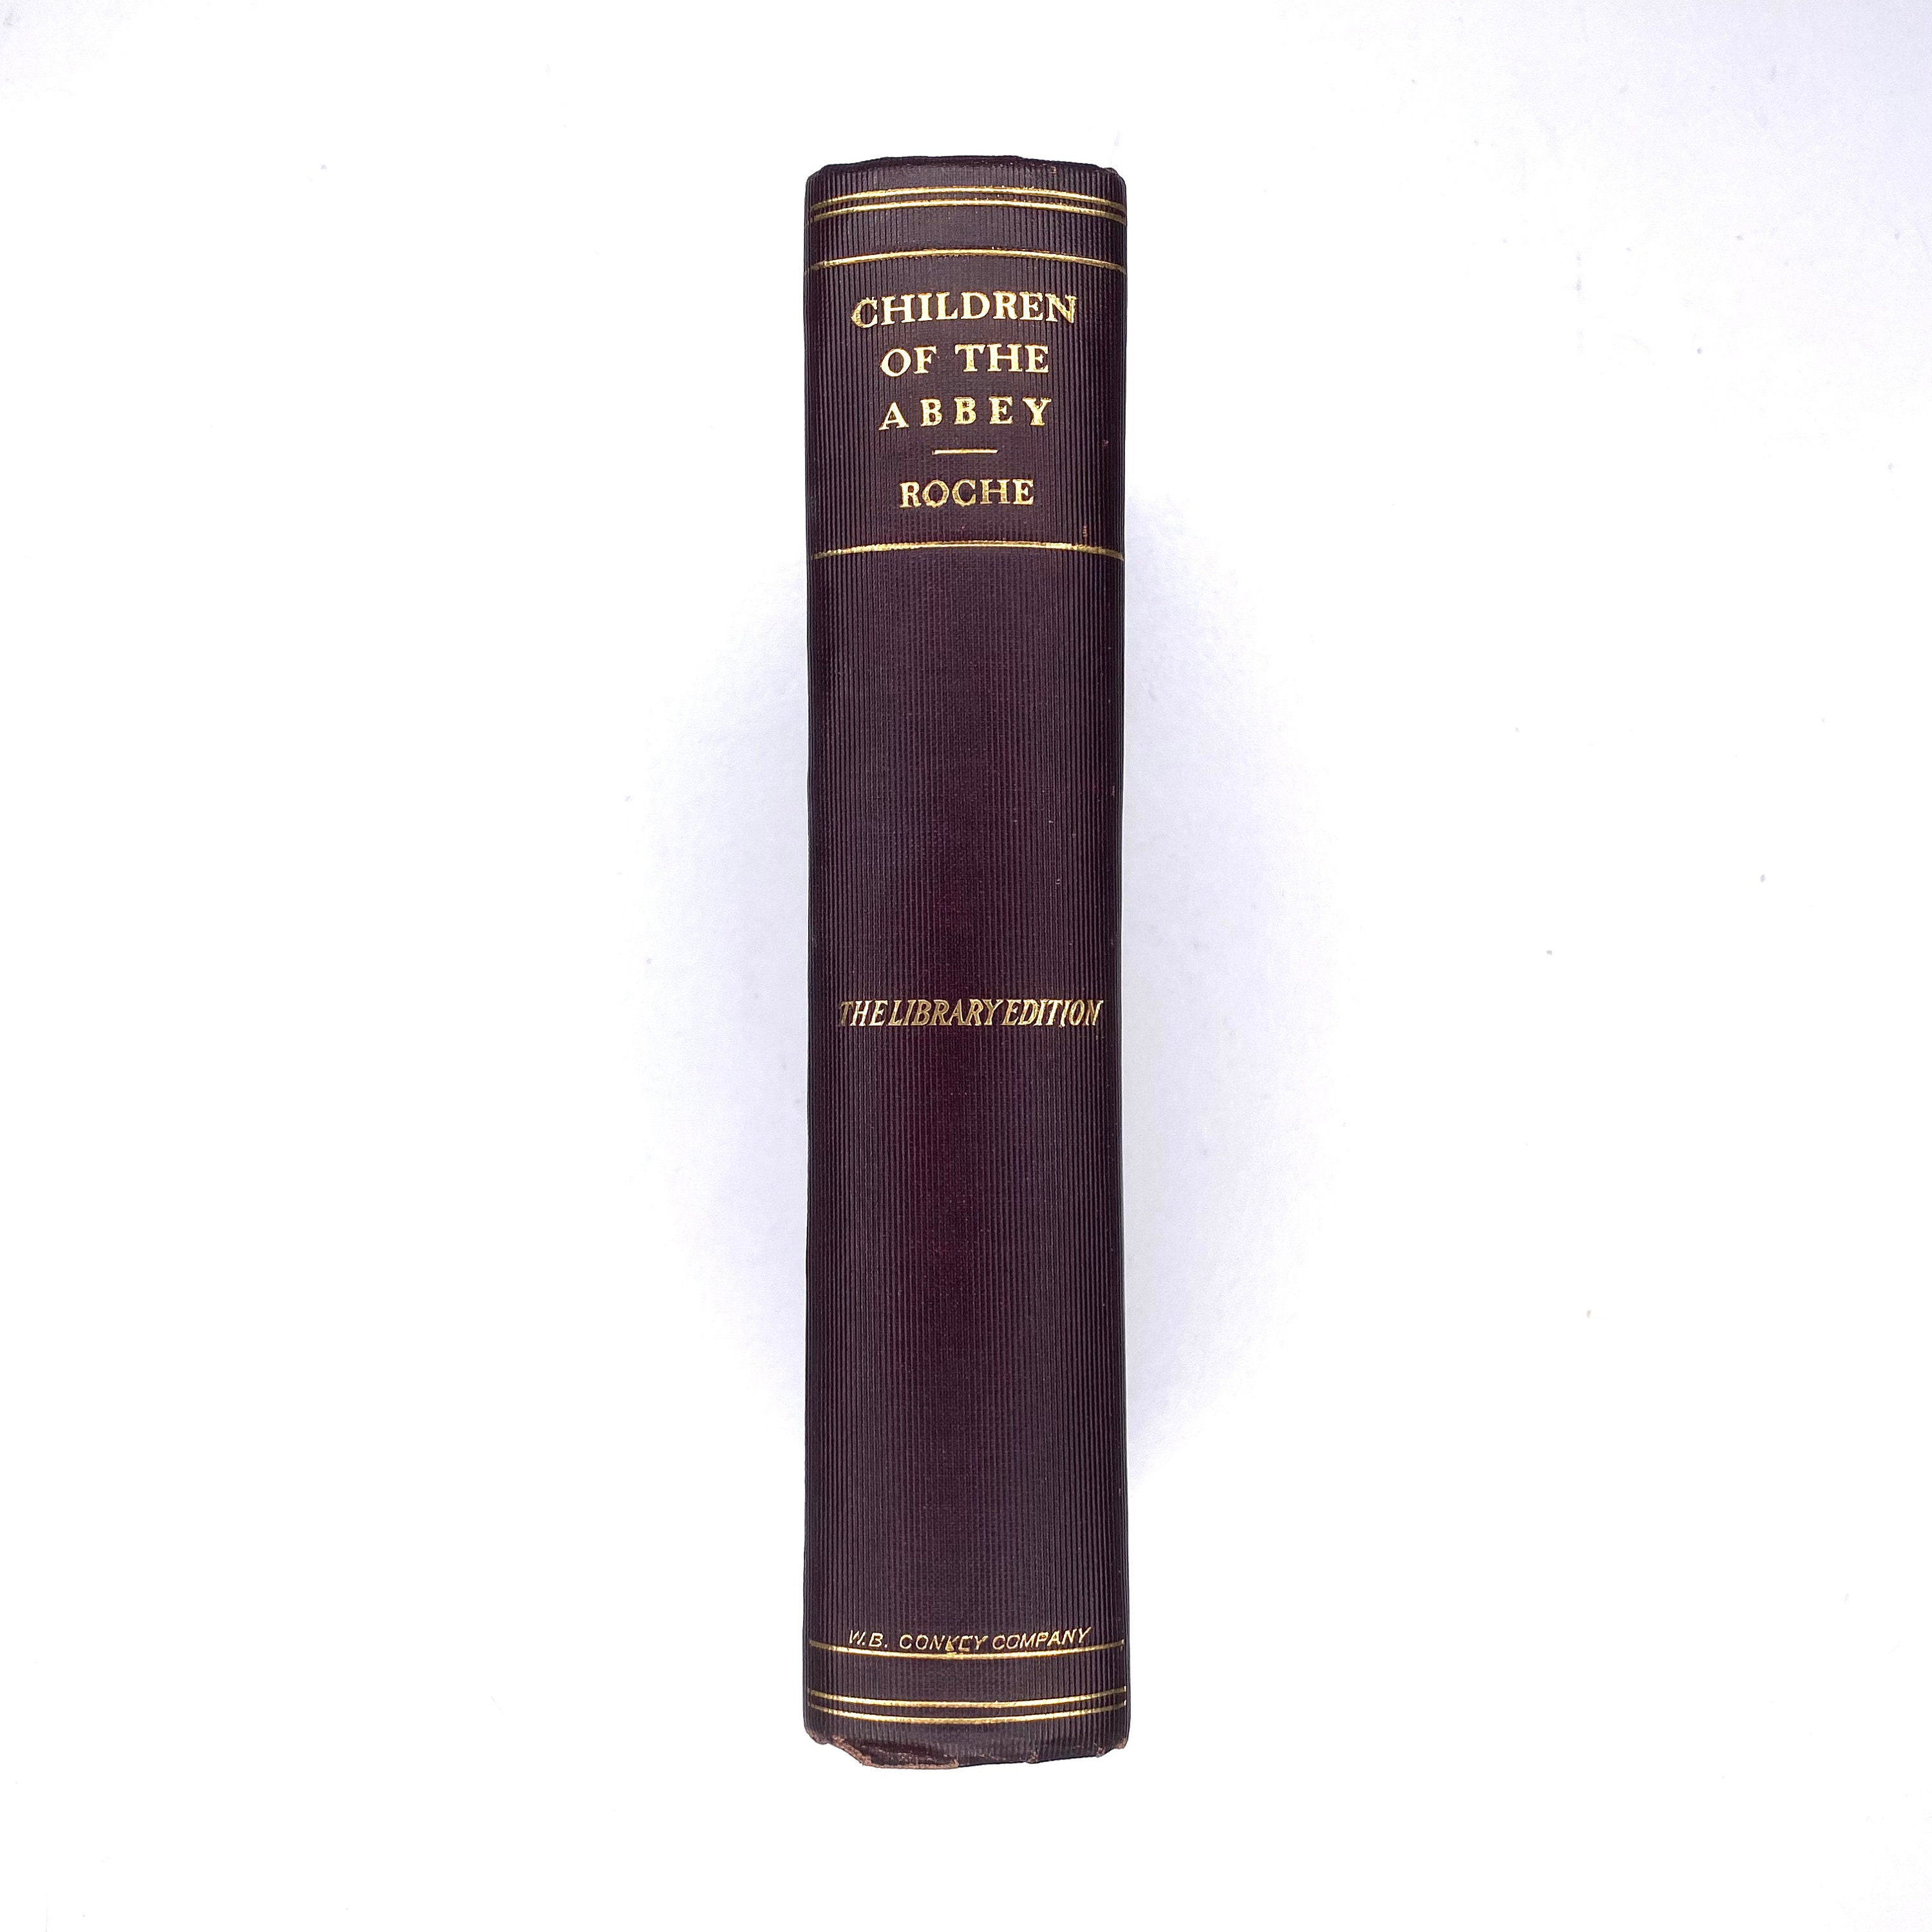 CHILDREN
OF THE
ABBEY
ROCHE
THE LIBRARY EDITION
W.B. CONKEY COMPANY